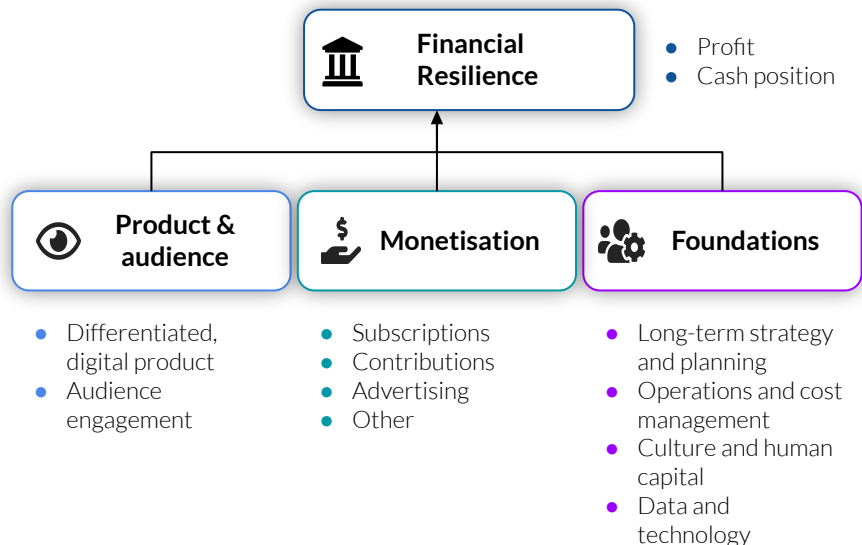 Financial
Resilience
Profit
Cash position
Product &
audience
$
Monetisation
Foundations
Differentiated,
digital product
Audience
engagement
Subscriptions
Contributions
Advertising
Other
Long-term strategy
and planning
Operations and cost
management
Culture and human
capital
Data and
technology